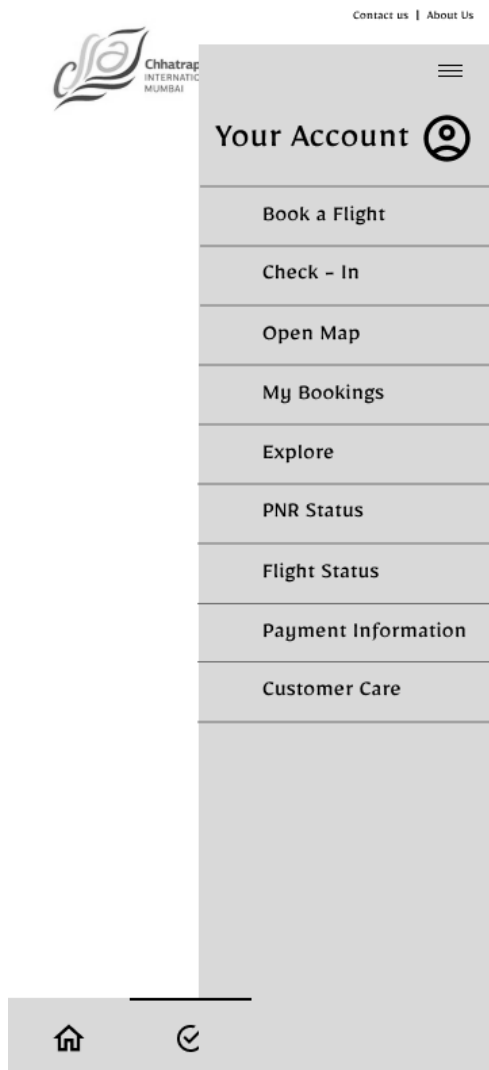 Contact us | About Us
Chhatrap
INTERNATIO
MUMBAI
Your Account
Book a Flight
Check - In
Open Map
My Bookings
Explore
PNR Status
Flight Status
Payment Information
Customer Care